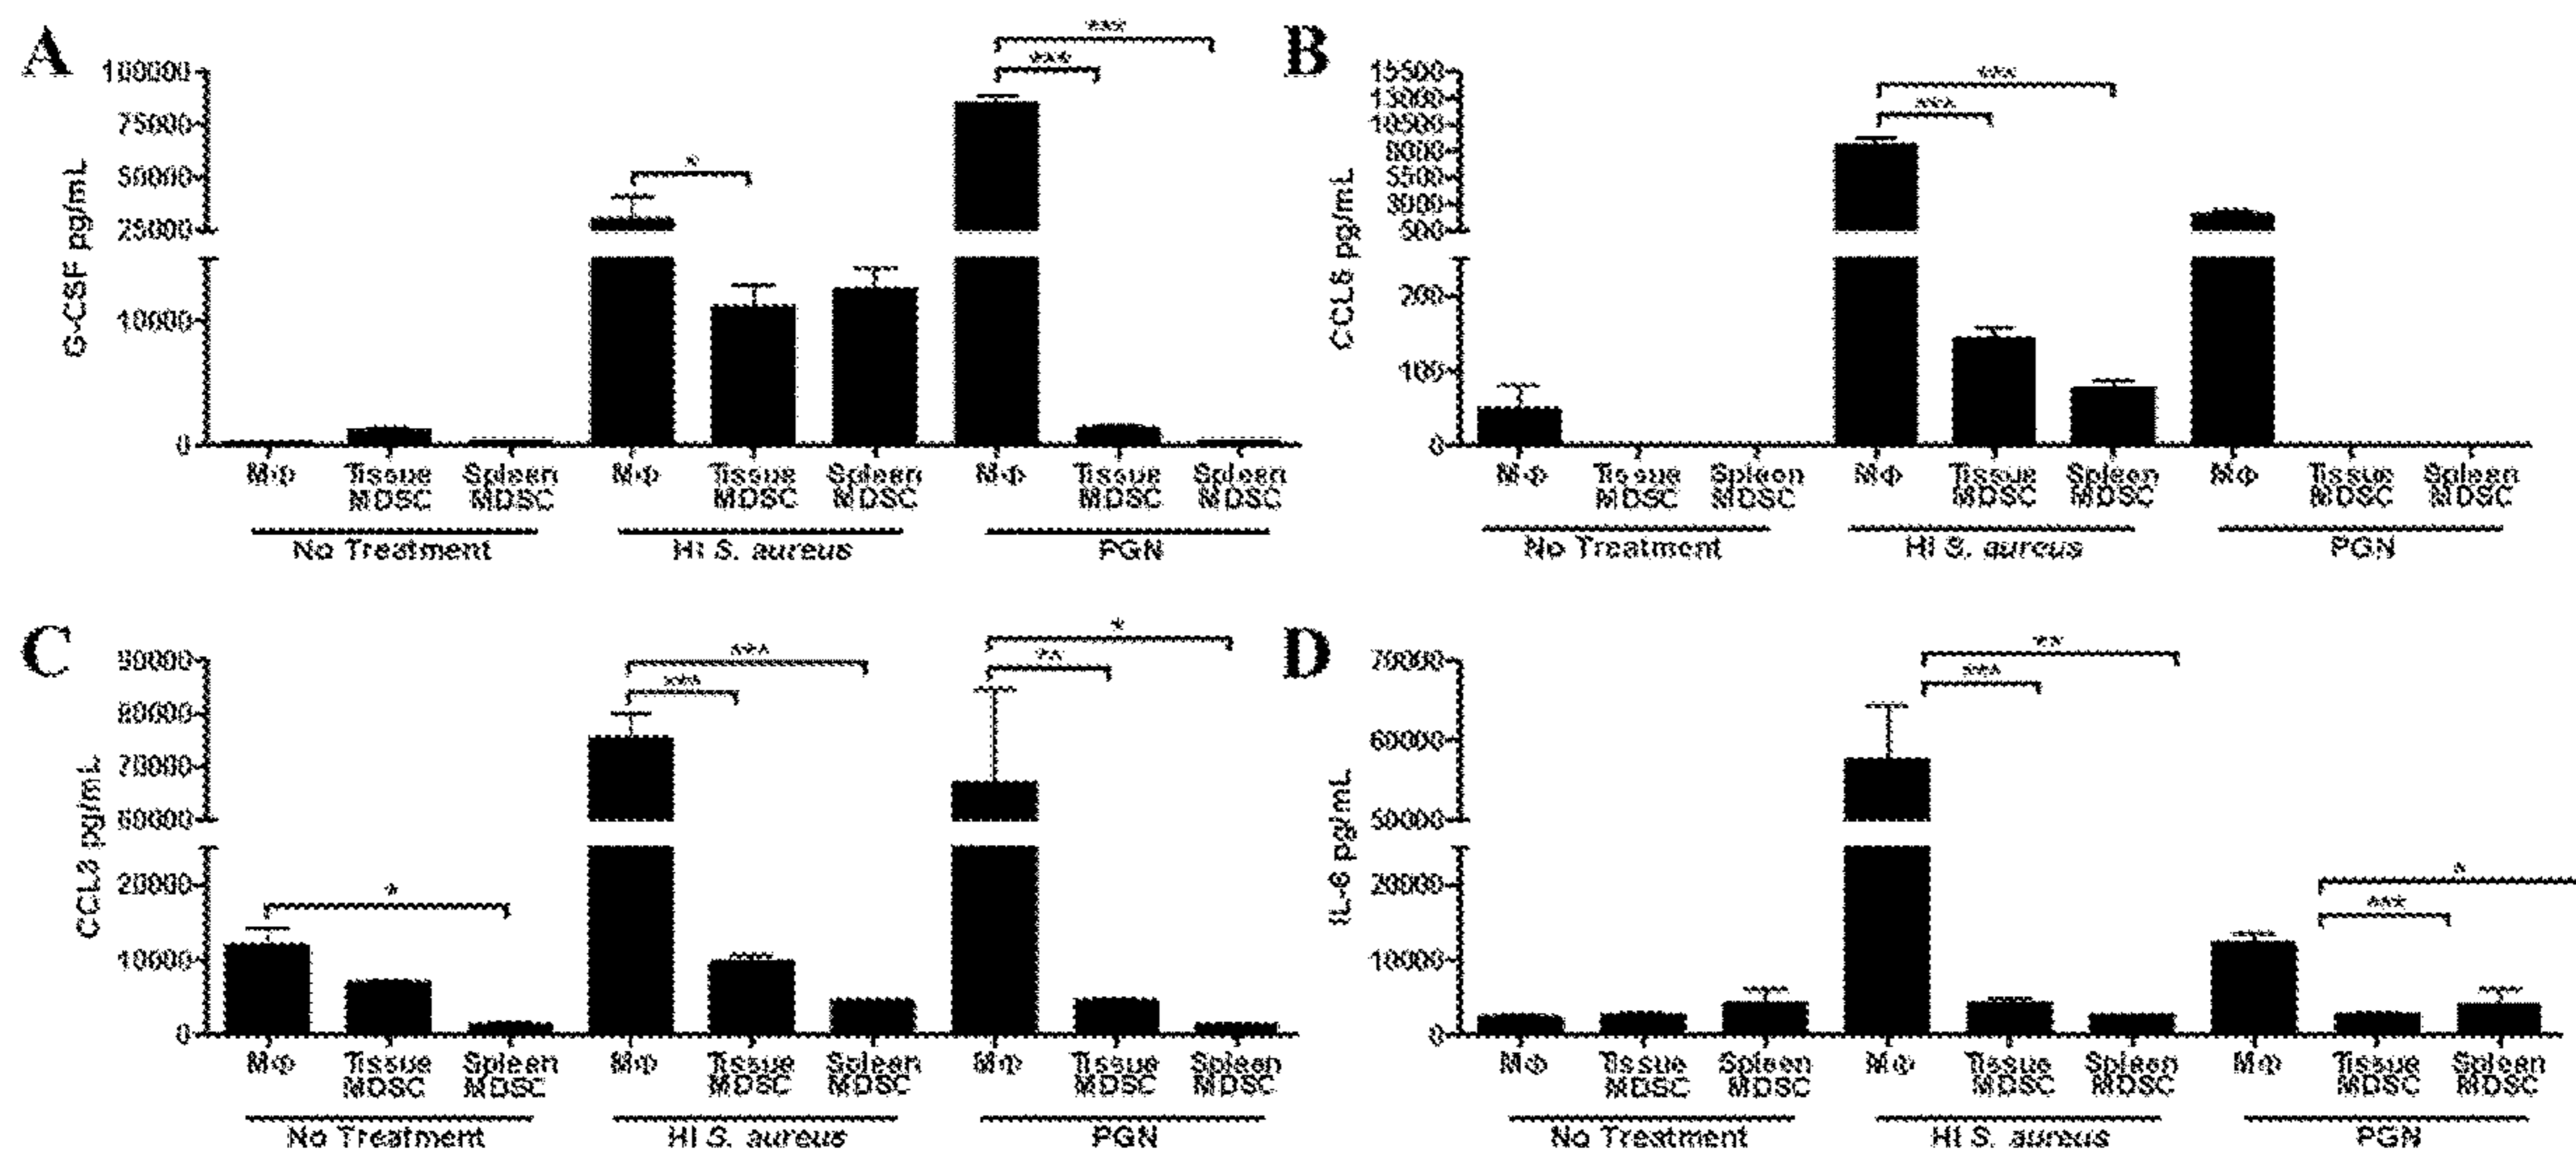 A
G-CSF pg/mL
100000
75000
50000
25000
10000
0
***
***
*
MΦ Tissue MDSC Spleen MDSC MΦ Tissue MDSC Spleen MDSC MΦ Tissue MDSC Spleen MDSC
No Treatment HI S. aureus PGN
B
pg/mL
15500
13000
10500
8000
5500
3000
500
200
100
0
***
***
MΦ Tissue MDSC Spleen MDSC MΦ Tissue MDSC Spleen MDSC MΦ Tissue MDSC Spleen MDSC
No Treatment HI S. aureus PGN
C
CCL3 pg/mL
90000
80000
70000
60000
20000
10000
0
*
***
***
*
**
MΦ Tissue MDSC Spleen MDSC MΦ Tissue MDSC Spleen MDSC MΦ Tissue MDSC Spleen MDSC
No Treatment HI S. aureus PGN
D
IL-6 pg/mL
70000
60000
50000
20000
10000
0
**
***
*
***
MΦ Tissue MDSC Spleen MDSC MΦ Tissue MDSC Spleen MDSC MΦ Tissue MDSC Spleen MDSC
No Treatment HI S. aureus PGN